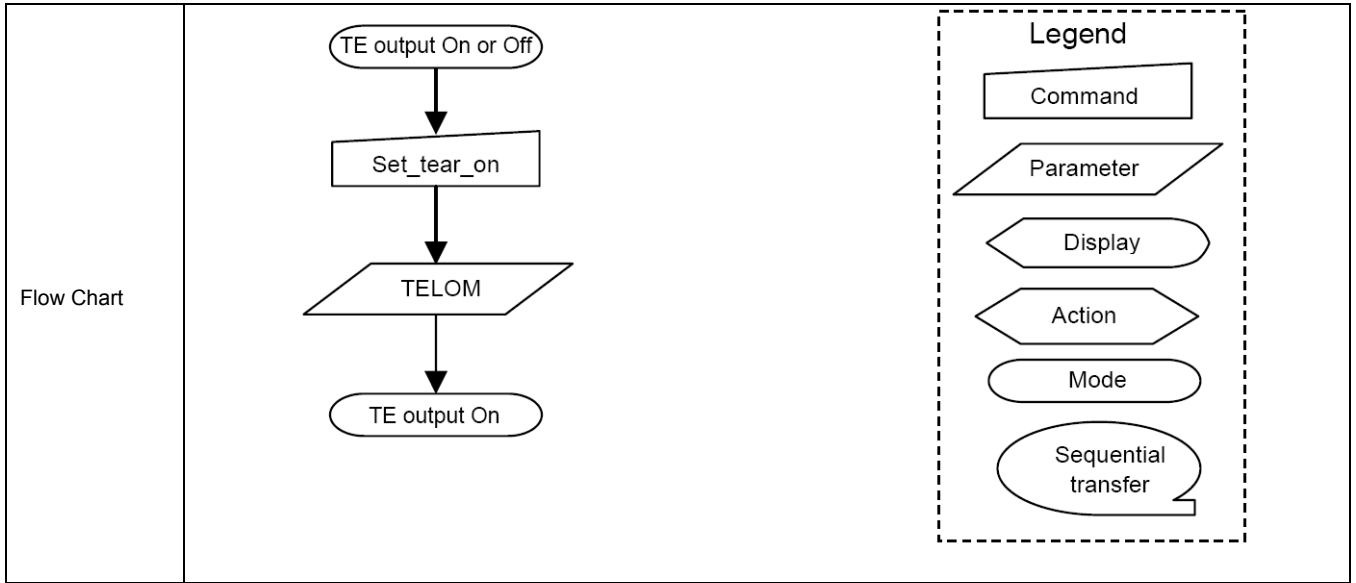 Flow Chart
TE output On or Off
Set_tear_on
TELOM
TE output On
Legend
Command
Parameter
Display
Action
Mode
Sequential
transfer